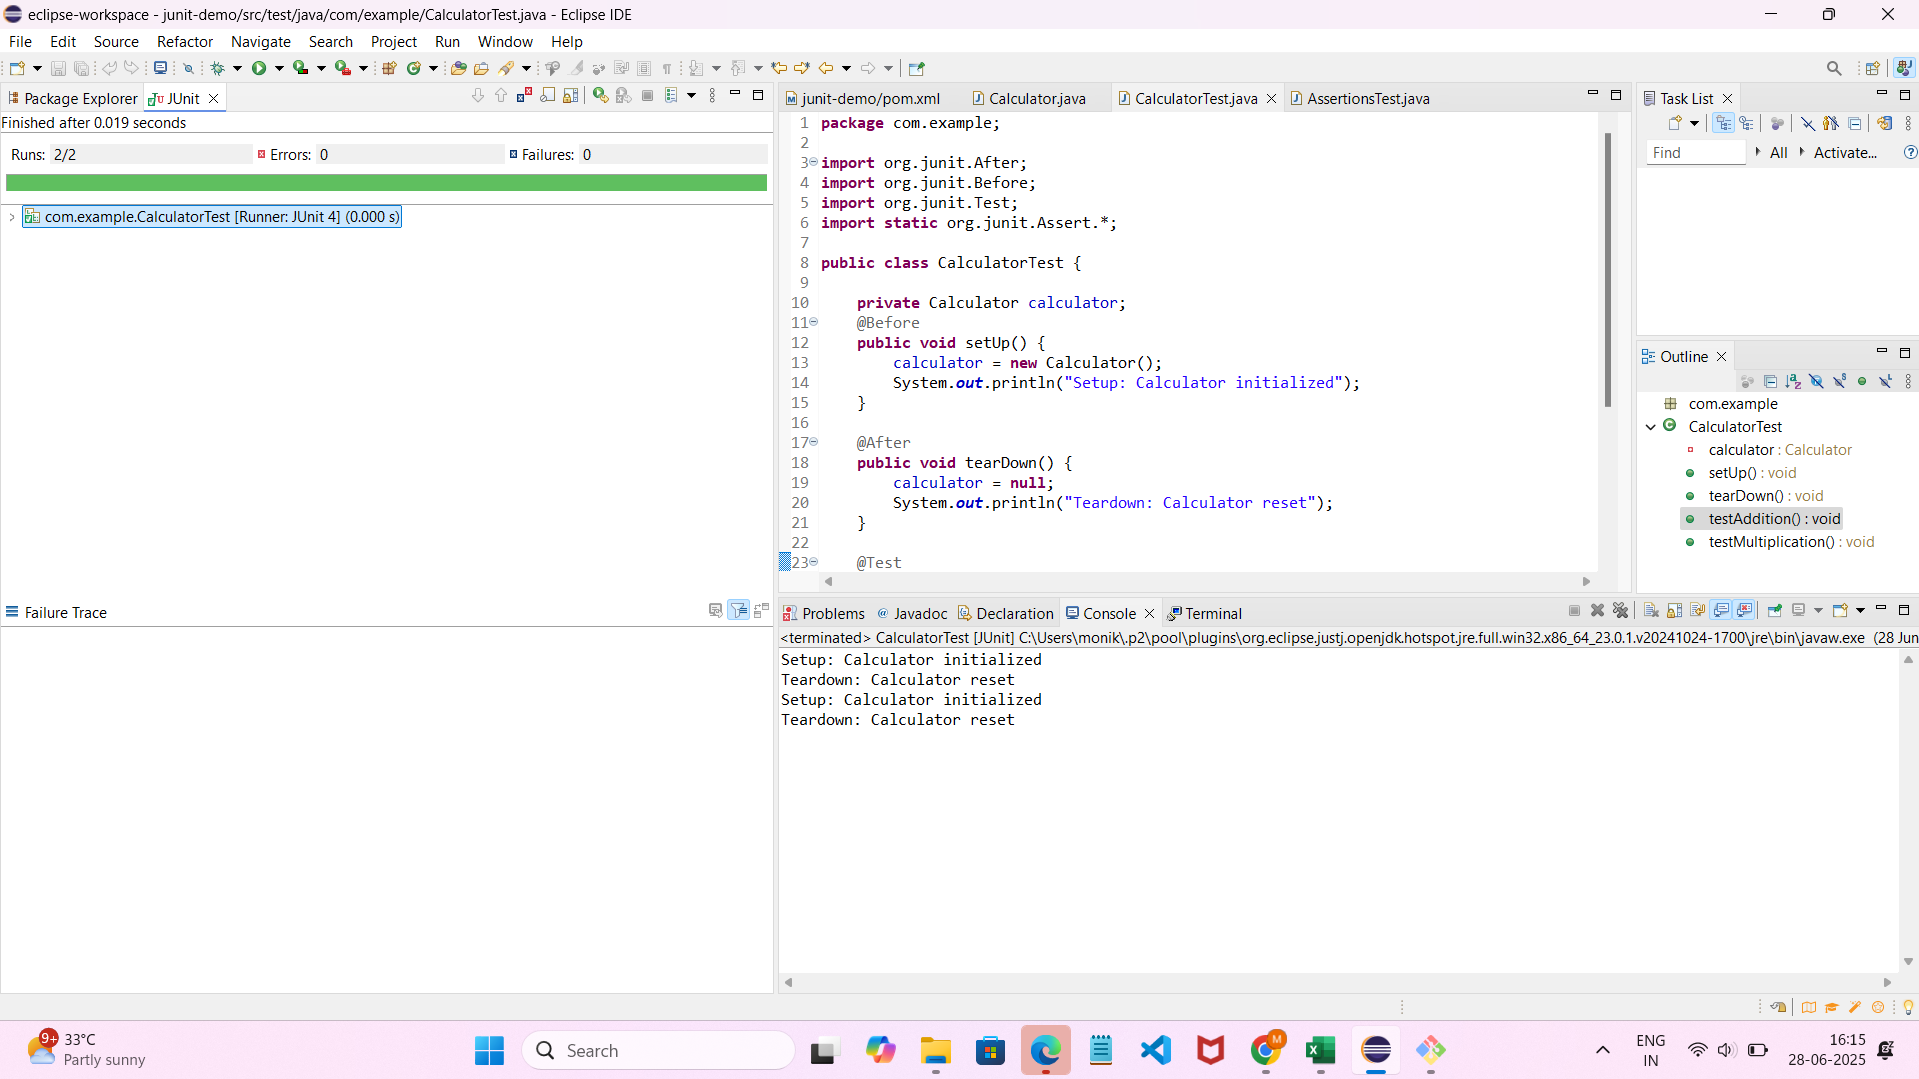 eclipse-workspace - junit-demo/src/test/java/com/example/CalculatorTest.java - Eclipse IDE
File Edit Source Refactor Navigate Search Project Run Window Help
Package Explorer JUnit
Finished after 0.019 seconds
Runs: 2/2 Errors: 0 Failures: 0
com.example.CalculatorTest [Runner: JUnit 4] (0.000 s)
Failure Trace
junit-demo/pom.xml Calculator.java CalculatorTest.java AssertionsTest.java
1 package com.example;
2
3 import org.junit.After;
4 import org.junit.Before;
5 import org.junit.Test;
6 import static org.junit.Assert.*;
7
8 public class CalculatorTest {
9
10     private Calculator calculator;
11     @Before
12     public void setUp() {
13         calculator = new Calculator();
14         System.out.println("Setup: Calculator initialized");
15     }
16
17     @After
18     public void tearDown() {
19         calculator = null;
20         System.out.println("Teardown: Calculator reset");
21     }
22
23     @Test
Task List
Find All Activate...
Outline
com.example
CalculatorTest
calculator : Calculator
setUp() : void
tearDown() : void
testAddition() : void
testMultiplication() : void
Problems Javadoc Declaration Console Terminal
<terminated> CalculatorTest [JUnit] C:\Users\monik\.p2\pool\plugins\org.eclipse.justj.openjdk.hotspot.jre.full.win32.x86_64_23.0.1.v20241024-1700\jre\bin\javaw.exe (28 Jun
Setup: Calculator initialized
Teardown: Calculator reset
Setup: Calculator initialized
Teardown: Calculator reset
9+
33°C
Partly sunny
Search
M
ENG
IN
16:15
28-06-2025